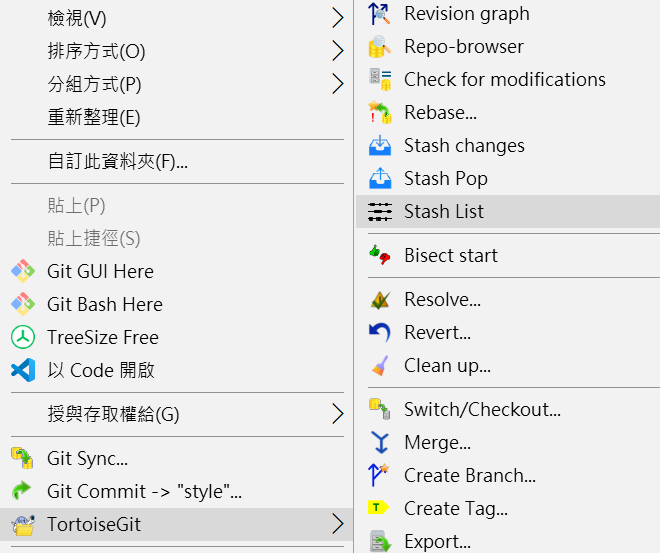 檢視(V)
排序方式(O)
分組方式(P)
重新整理(E)
自訂此資料夾(F)...
貼上(P)
貼上捷徑(S)
Git GUI Here
Git Bash Here
TreeSize Free
以 Code 開啟
授與存取權給(G)
Git Sync...
Git Commit -> "style"...
TortoiseGit
Revision graph
Repo-browser
Check for modifications
Rebase...
Stash changes
Stash Pop
Stash List
Bisect start
Resolve...
Revert...
Clean up...
Switch/Checkout...
Merge...
Create Branch...
Create Tag...
Export...